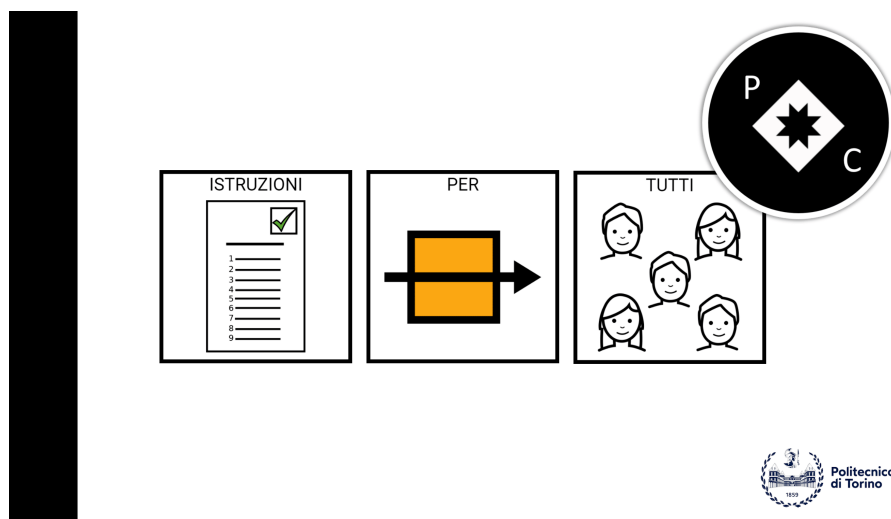 P
C
ISTRUZIONI
PER
TUTTI
1
2
3
4
5
6
7
8
9
1859
Politecnico
di Torino